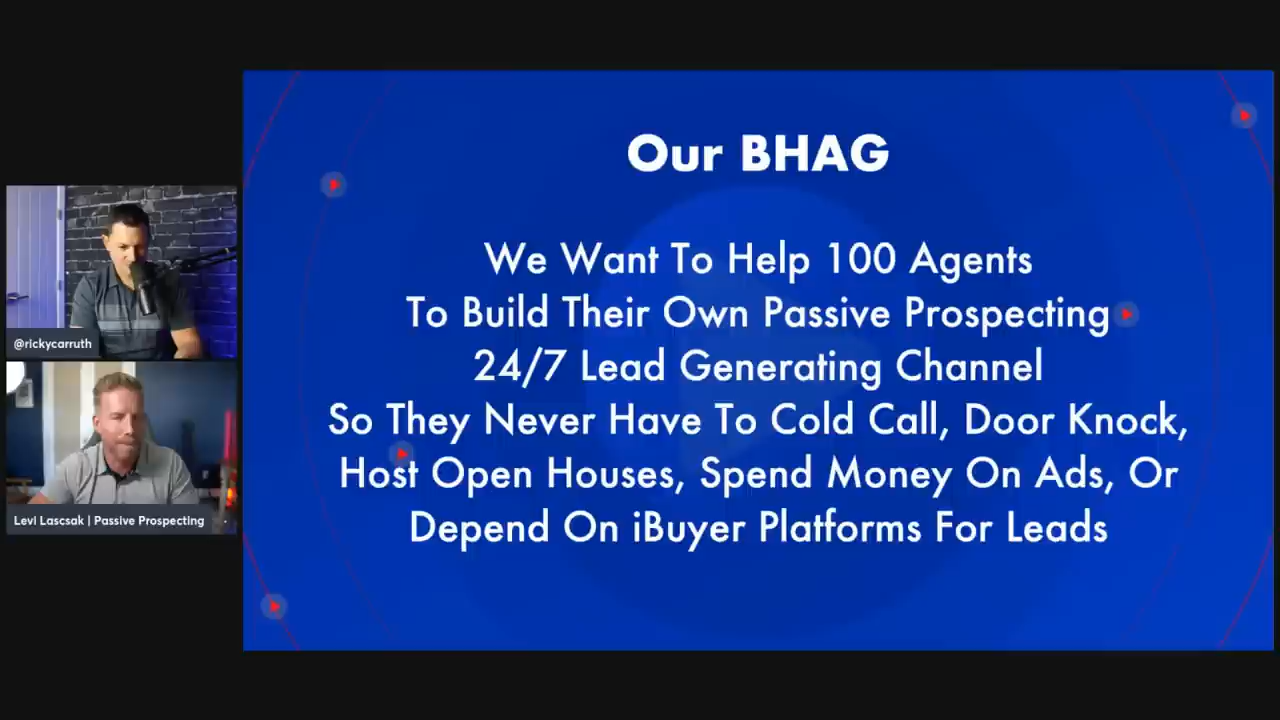 Our BHAG
We Want To Help 100 Agents
To Build Their Own Passive Prospecting
24/7 Lead Generating Channel
So They Never Have To Cold Call, Door Knock,
Host Open Houses, Spend Money On Ads, Or
Depend On iBuyer Platforms For Leads
@rickycarruth
Levi Lascsak | Passive Prospecting